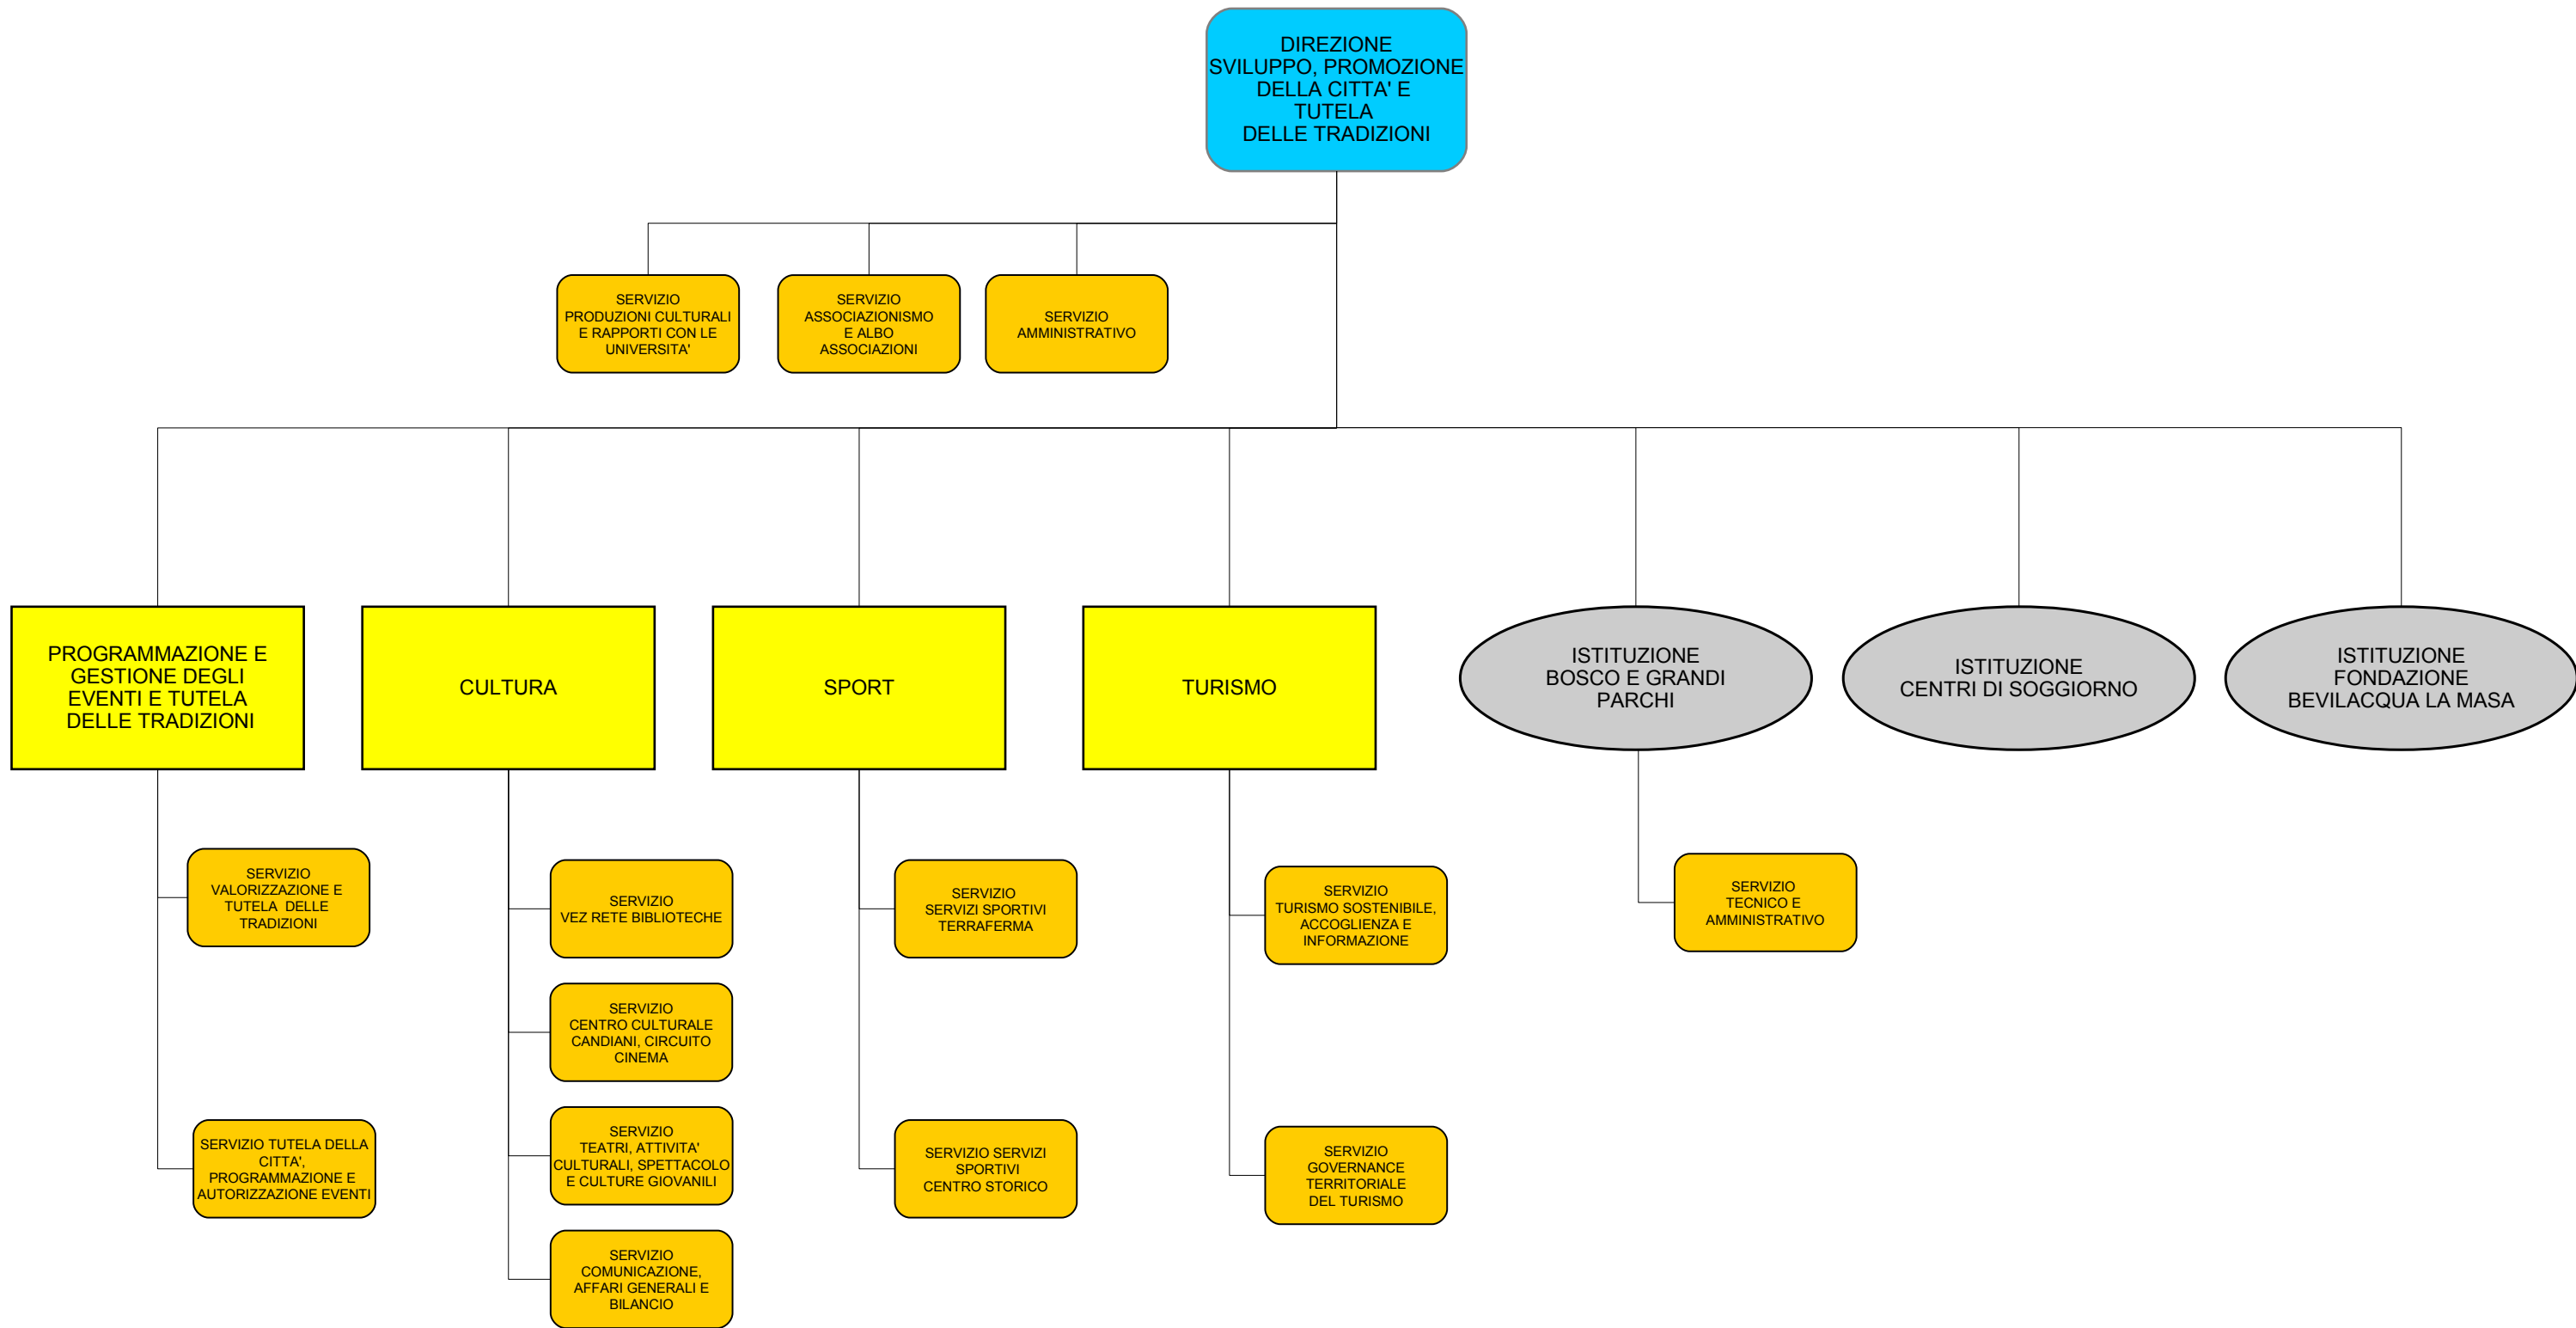 DIREZIONE
SVILUPPO, PROMOZIONE
DELLA CITTA' E
TUTELA
DELLE TRADIZIONI
SERVIZIO
PRODUZIONI CULTURALI
E RAPPORTI CON LE
UNIVERSITA'
SERVIZIO
ASSOCIAZIONISMO
E ALBO
ASSOCIAZIONI
SERVIZIO
AMMINISTRATIVO
PROGRAMMAZIONE E
GESTIONE DEGLI
EVENTI E TUTELA
DELLE TRADIZIONI
CULTURA
SPORT
TURISMO
ISTITUZIONE
BOSCO E GRANDI
PARCHI
ISTITUZIONE
CENTRI DI SOGGIORNO
ISTITUZIONE
FONDAZIONE
BEVILACQUA LA MASA
SERVIZIO
VALORIZZAZIONE E
TUTELA DELLE
TRADIZIONI
SERVIZIO
VEZ RETE BIBLIOTECHE
SERVIZIO
SERVIZI SPORTIVI
TERRAFERMA
SERVIZIO
TURISMO SOSTENIBILE,
ACCOGLIENZA E
INFORMAZIONE
SERVIZIO
TECNICO E
AMMINISTRATIVO
SERVIZIO
CENTRO CULTURALE
CANDIANI, CIRCUITO
CINEMA
SERVIZIO TUTELA DELLA
CITTA',
PROGRAMMAZIONE E
AUTORIZZAZIONE EVENTI
SERVIZIO
TEATRI, ATTIVITA'
CULTURALI, SPETTACOLO
E CULTURE GIOVANILI
SERVIZIO SERVIZI
SPORTIVI
CENTRO STORICO
SERVIZIO
GOVERNANCE
TERRITORIALE
DEL TURISMO
SERVIZIO
COMUNICAZIONE,
AFFARI GENERALI E
BILANCIO